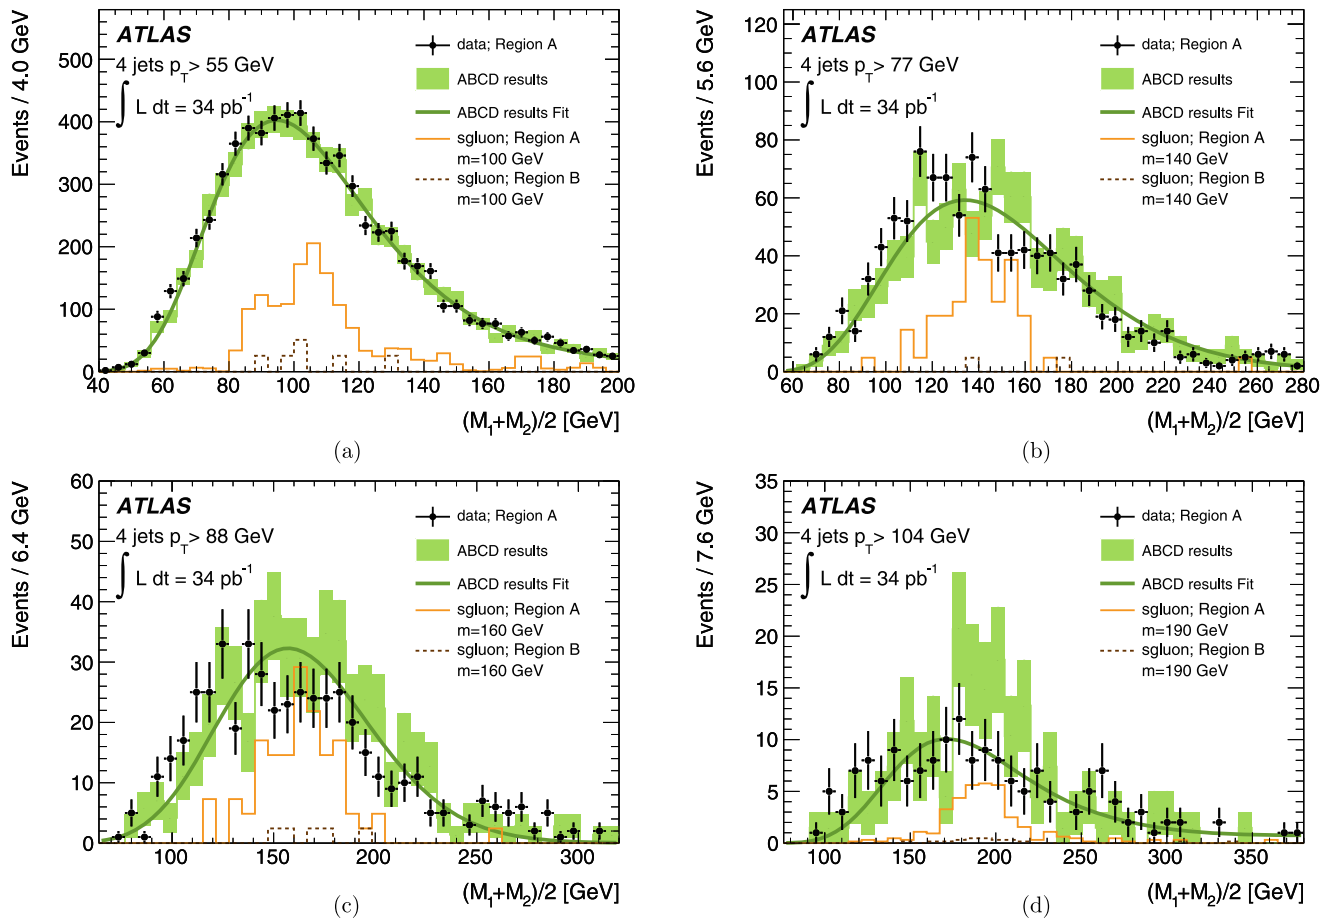 ATLAS
4 jets p_T> 55 GeV
∫ L dt = 34 pb⁻¹
data; Region A
ABCD results
ABCD results Fit
sgluon; Region A
m=100 GeV
sgluon; Region B
m=100 GeV
Events / 4.0 GeV
500
400
300
200
100
0
40 60 80 100 120 140 160 180 200
(M₁+M₂)/2 [GeV]
(a)
ATLAS
4 jets p_T> 77 GeV
∫ L dt = 34 pb⁻¹
data; Region A
ABCD results
ABCD results Fit
sgluon; Region A
m=140 GeV
sgluon; Region B
m=140 GeV
Events / 5.6 GeV
120
100
80
60
40
20
0
60 80 100 120 140 160 180 200 220 240 260 280
(M₁+M₂)/2 [GeV]
(b)
ATLAS
4 jets p_T> 88 GeV
∫ L dt = 34 pb⁻¹
data; Region A
ABCD results
ABCD results Fit
sgluon; Region A
m=160 GeV
sgluon; Region B
m=160 GeV
Events / 6.4 GeV
60
50
40
30
20
10
0
100 150 200 250 300
(M₁+M₂)/2 [GeV]
(c)
ATLAS
4 jets p_T> 104 GeV
∫ L dt = 34 pb⁻¹
data; Region A
ABCD results
ABCD results Fit
sgluon; Region A
m=190 GeV
sgluon; Region B
m=190 GeV
Events / 7.6 GeV
35
30
25
20
15
10
5
0
100 150 200 250 300 350
(M₁+M₂)/2 [GeV]
(d)